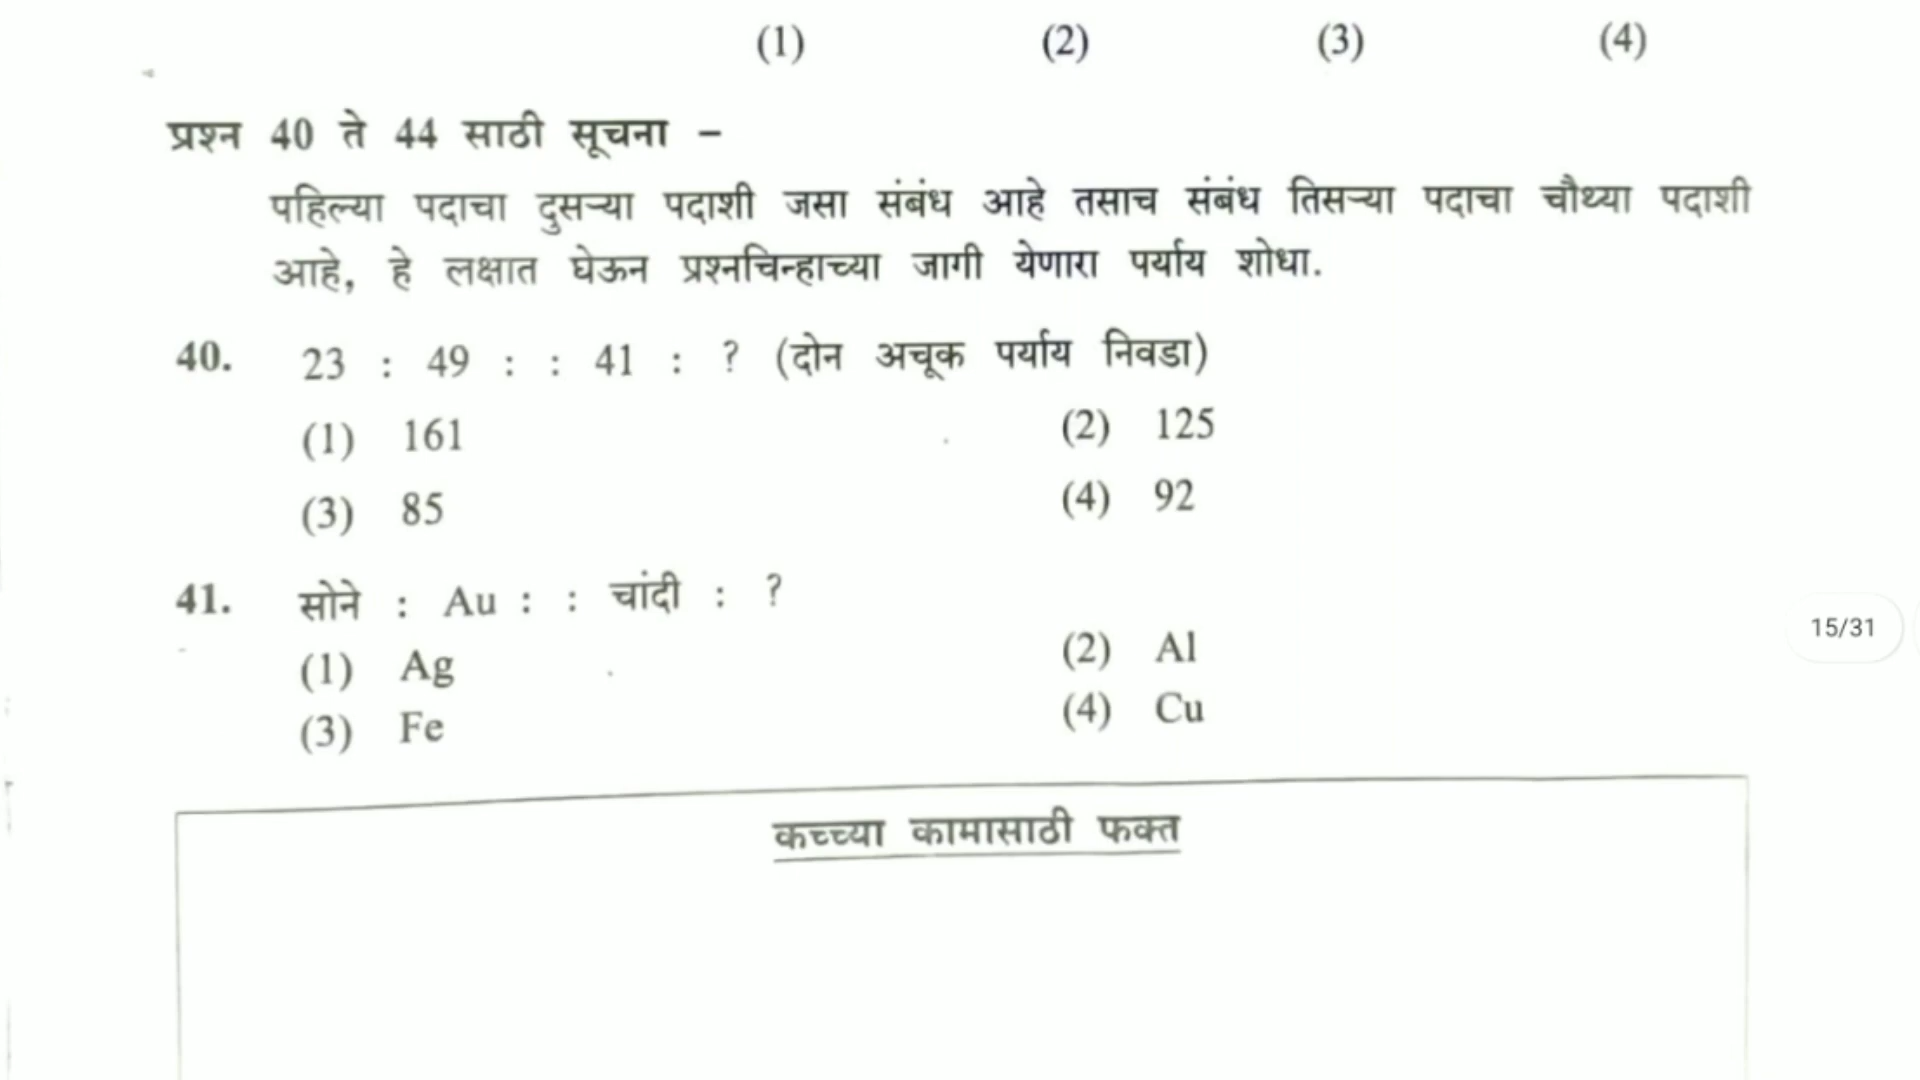 (1) (2) (3) (4)
प्रश्न 40 ते 44 साठी सूचना –
पहिल्या पदाचा दुसऱ्या पदाशी जसा संबंध आहे तसाच संबंध तिसऱ्या पदाचा चौथ्या पदाशी
आहे, हे लक्षात घेऊन प्रश्नचिन्हाच्या जागी येणारा पर्याय शोधा.
40. 23 : 49 : : 41 : ? (दोन अचूक पर्याय निवडा)
(1) 161 (2) 125
(3) 85 (4) 92
41. सोने : Au : : चांदी : ?
(1) Ag (2) Al
(3) Fe (4) Cu
15/31
कच्च्या कामासाठी फक्त